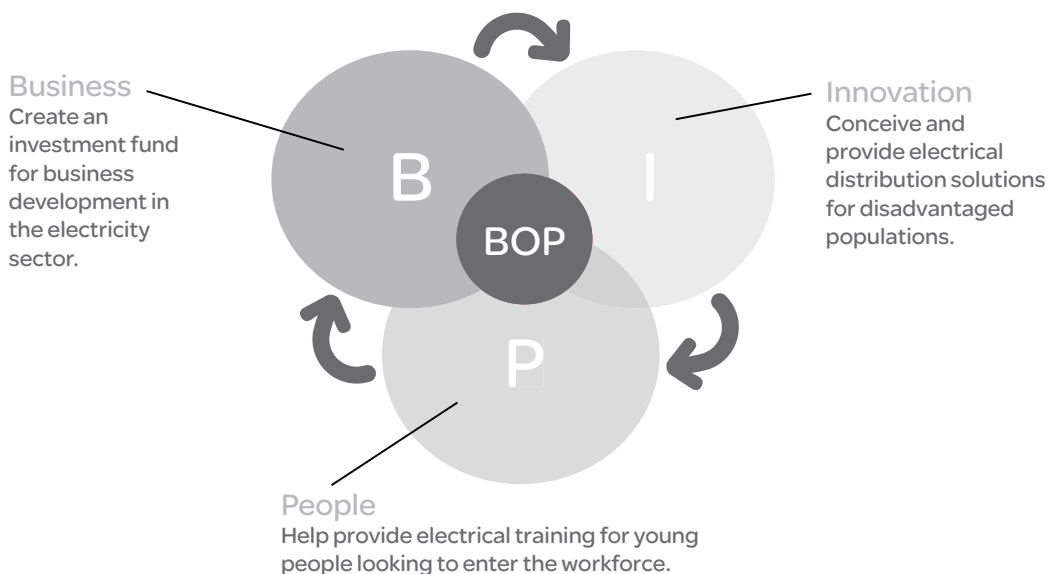 Business
Create an
investment fund
for business
development in
the electricity
sector.
B
I
BOP
P
Innovation
Conceive and
provide electrical
distribution solutions
for disadvantaged
populations.
People
Help provide electrical training for young
people looking to enter the workforce.